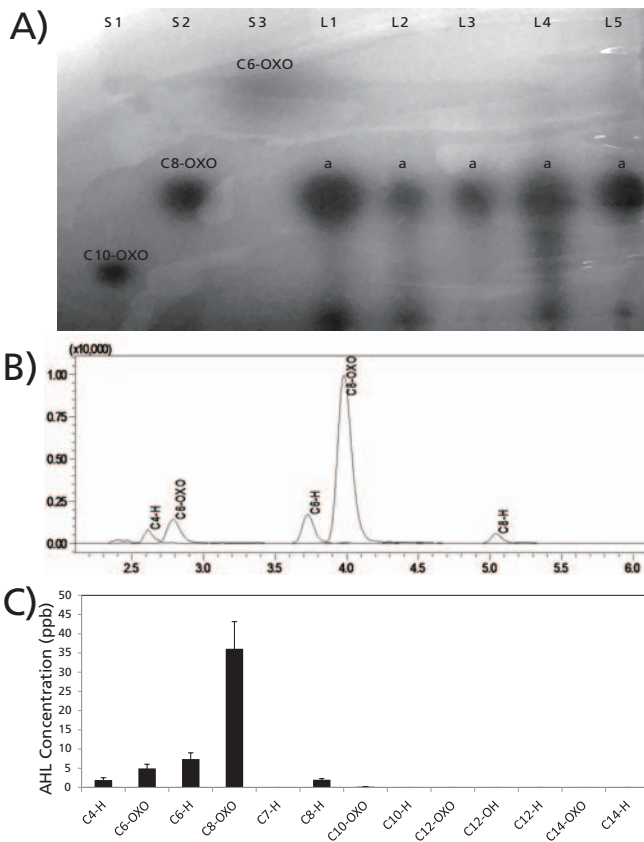 A)
S1 S2 S3 L1 L2 L3 L4 L5
C6-OXO
C8-OXO a a a a a
C10-OXO
B)
(x10,000)
1.00
0.75
0.50
0.25
0.00
C4-H
C6-OXO
C6-H
C8-OXO
C8-H
2.5 3.0 3.5 4.0 4.5 5.0 5.5 6.0
C)
AHL Concentration (ppb)
50
45
40
35
30
25
20
15
10
5
0
C4-H C6-OXO C6-H C8-OXO C7-H C8-H C10-OXO C10-H C12-OXO C12-OH C12-H C14-OXO C14-H